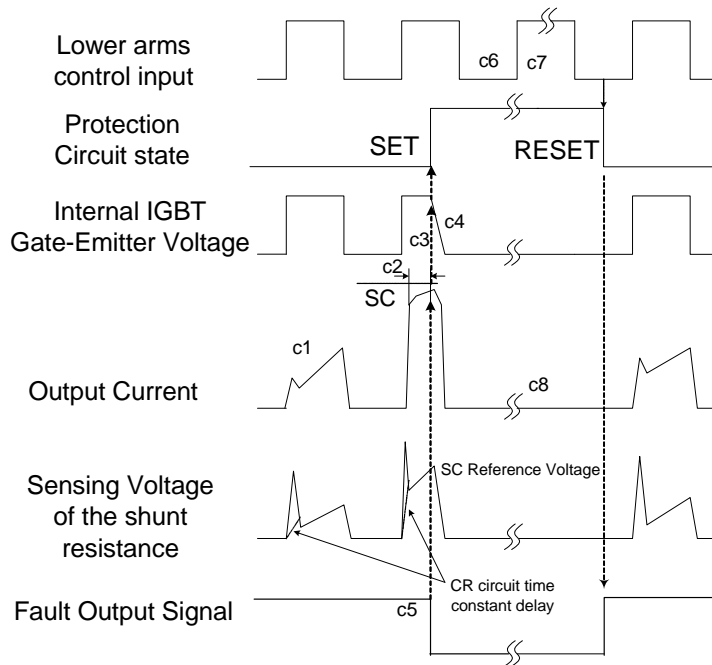 Lower arms
control input
c6
c7
Protection
Circuit state
SET
RESET
Internal IGBT
Gate-Emitter Voltage
c4
c3
c2
SC
c1
Output Current
c8
SC Reference Voltage
Sensing Voltage
of the shunt
resistance
CR circuit time
constant delay
Fault Output Signal
c5